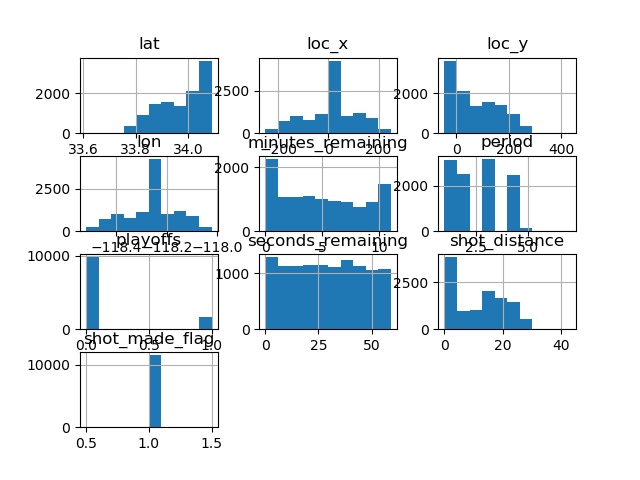 lat loc_x loc_y
2000
0
2500
0
2000
0
33.6 33.8 34.0
−200 0 200
0 200 400
lon minutes_remaining period
2500
0
2000
0
2000
0
−118.4 −118.2 −118.0
0 5 10
2.5 5.0
playoffs seconds_remaining shot_distance
10000
0
1000
0
2500
0
0.0 0.5 1.0
0 25 50
0 20 40
shot_made_flag
10000
0
0.5 1.0 1.5